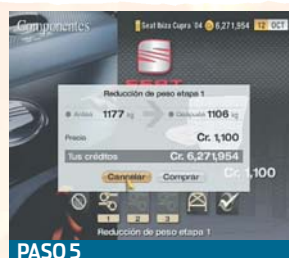 Componentes
Seat Ibiza Cupra '04 6,271,954 12 OCT
SEAT
Reducción de peso etapa 1
Antes 1177 kg Después 1106 kg
Precio Cr. 1,100
Tus créditos Cr. 6,271,954
Cancelar Comprar
Cr. 1,100
1 2 3
Reducción de peso etapa 1
PASO 5